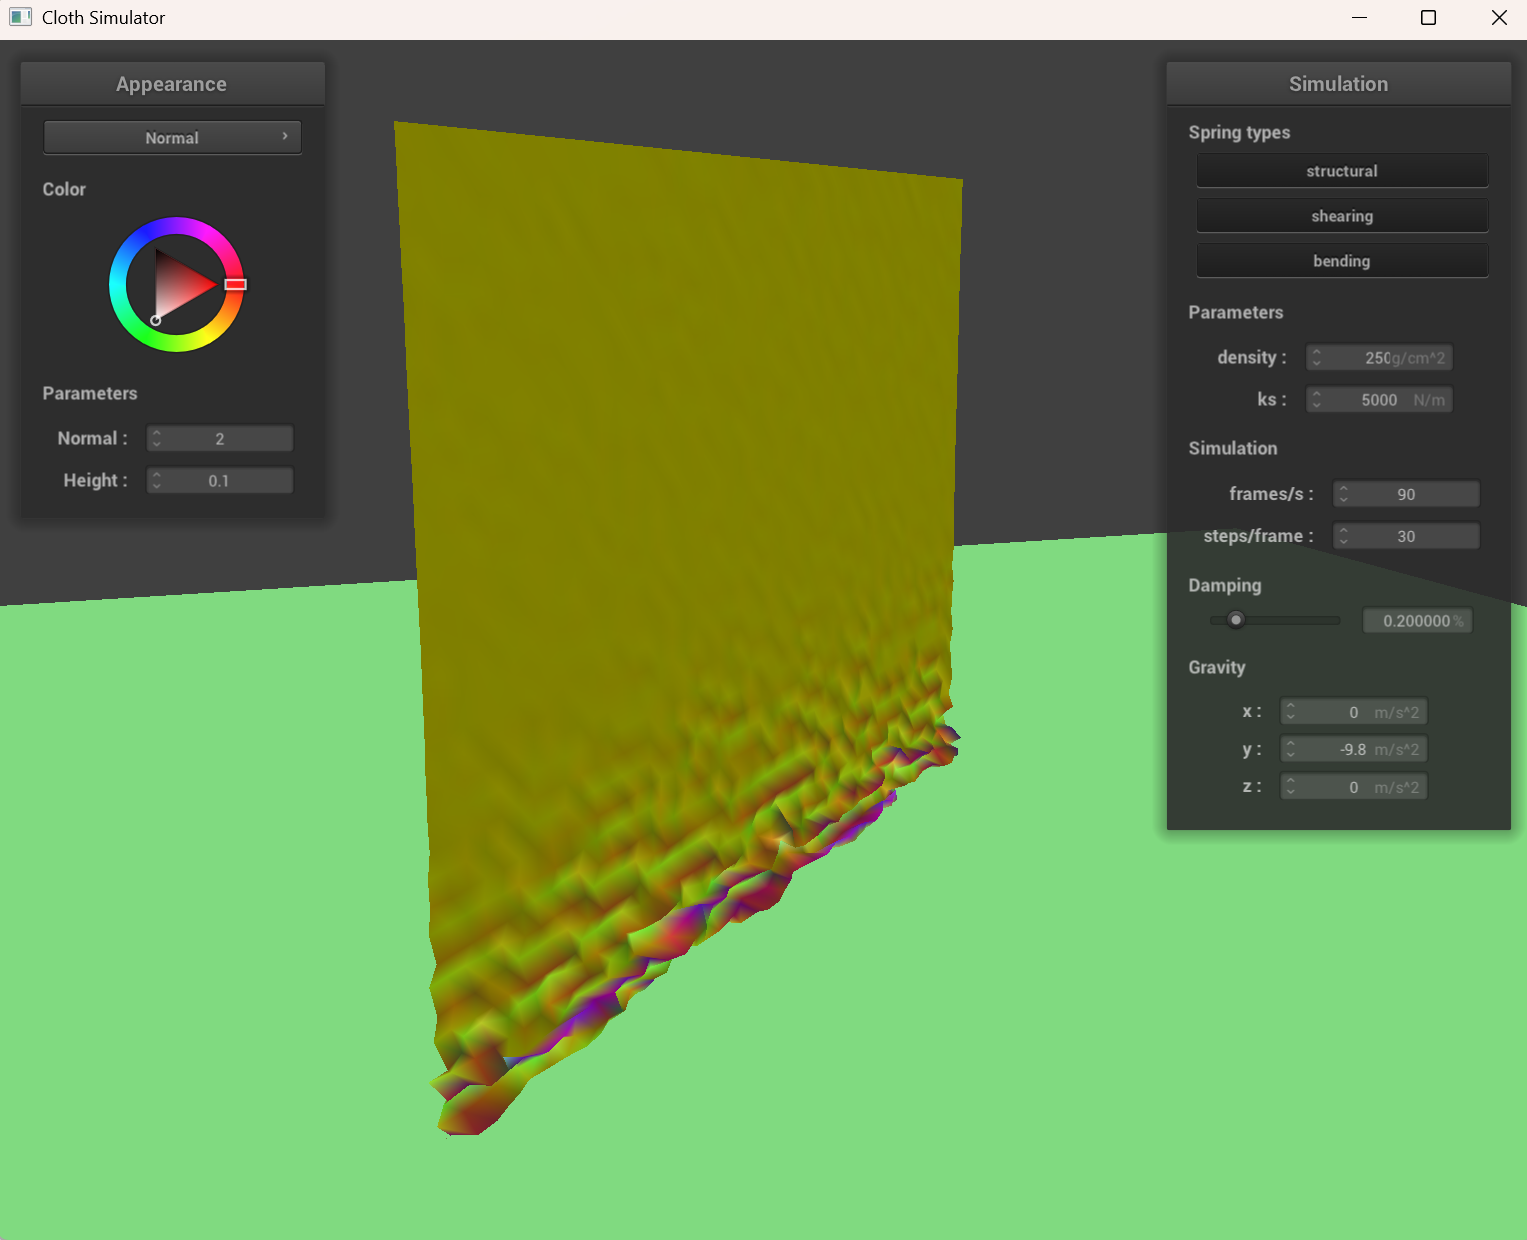 Cloth Simulator
Appearance
Normal
Color
Parameters
Normal : 2
Height : 0.1
Simulation
Spring types
structural
shearing
bending
Parameters
density : 250g/cm^2
ks : 5000 N/m
Simulation
frames/s : 90
steps/frame : 30
Damping
0.200000 %
Gravity
x : 0 m/s^2
y : -9.8 m/s^2
z : 0 m/s^2